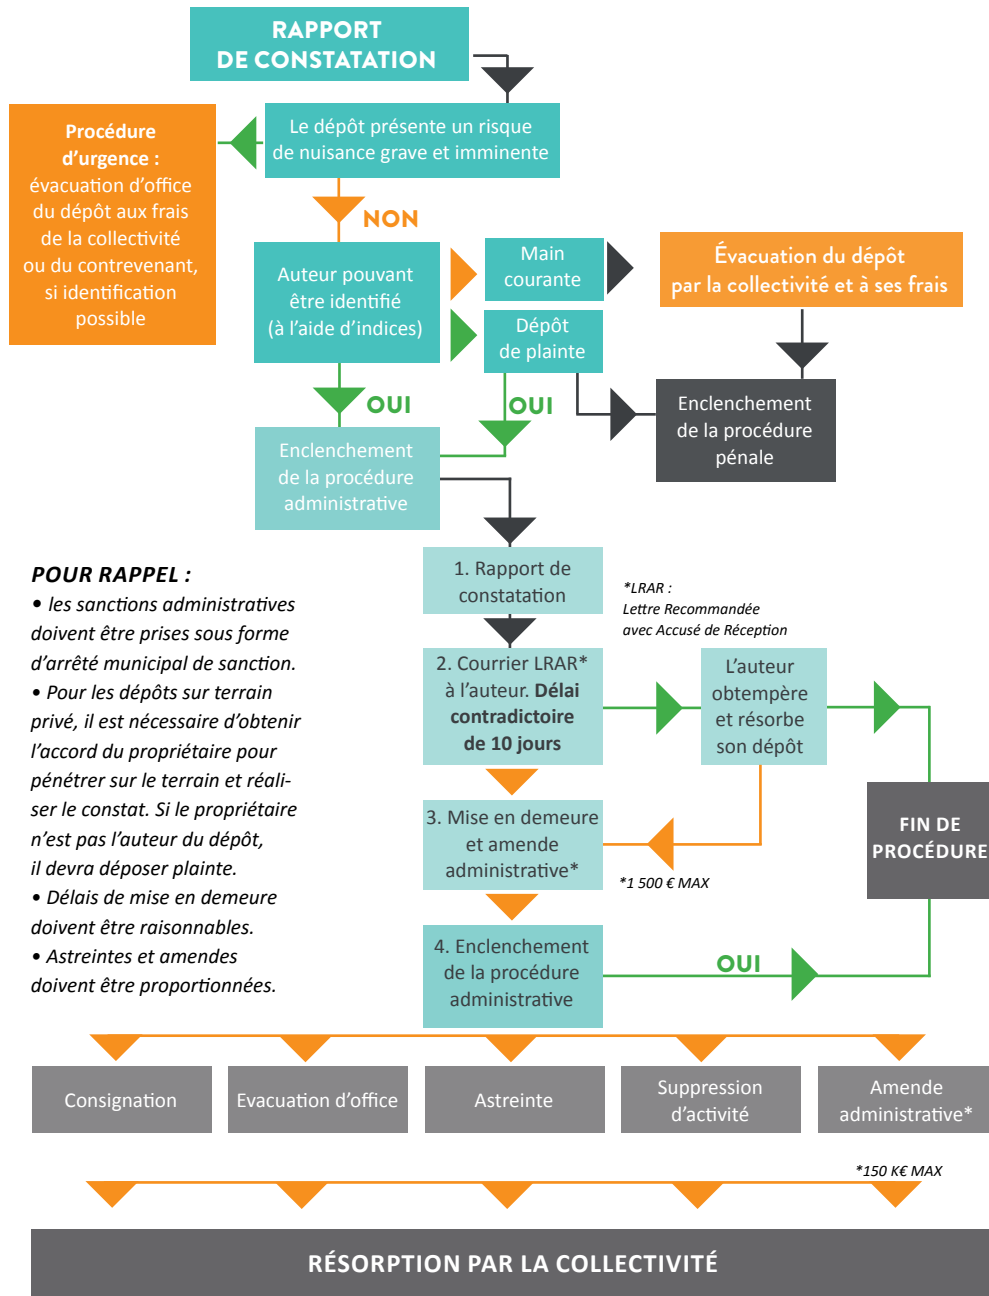 RAPPORT
DE CONSTATATION
Le dépôt présente un risque
de nuisance grave et imminente
Procédure
d’urgence :
évacuation d’office
du dépôt aux frais
de la collectivité
ou du contrevenant,
si identification
possible
NON
Auteur pouvant
être identifié
(à l’aide d’indices)
Main
courante
Évacuation du dépôt
par la collectivité et à ses frais
Dépôt
de plainte
OUI
OUI
Enclenchement
de la procédure
pénale
Enclenchement
de la procédure
administrative
POUR RAPPEL :
• les sanctions administratives
doivent être prises sous forme
d’arrêté municipal de sanction.
• Pour les dépôts sur terrain
privé, il est nécessaire d’obtenir
l’accord du propriétaire pour
pénétrer sur le terrain et réali-
ser le constat. Si le propriétaire
n’est pas l’auteur du dépôt,
il devra déposer plainte.
• Délais de mise en demeure
doivent être raisonnables.
• Astreintes et amendes
doivent être proportionnées.
1. Rapport de
constatation
*LRAR :
Lettre Recommandée
avec Accusé de Réception
2. Courrier LRAR*
à l’auteur. Délai
contradictoire
de 10 jours
L’auteur
obtempère
et résorbe
son dépôt
3. Mise en demeure
et amende
administrative*
*1 500 € MAX
FIN DE
PROCÉDURE
4. Enclenchement
de la procédure
administrative
OUI
Consignation
Evacuation d’office
Astreinte
Suppression
d’activité
Amende
administrative*
*150 K€ MAX
RÉSORPTION PAR LA COLLECTIVITÉ